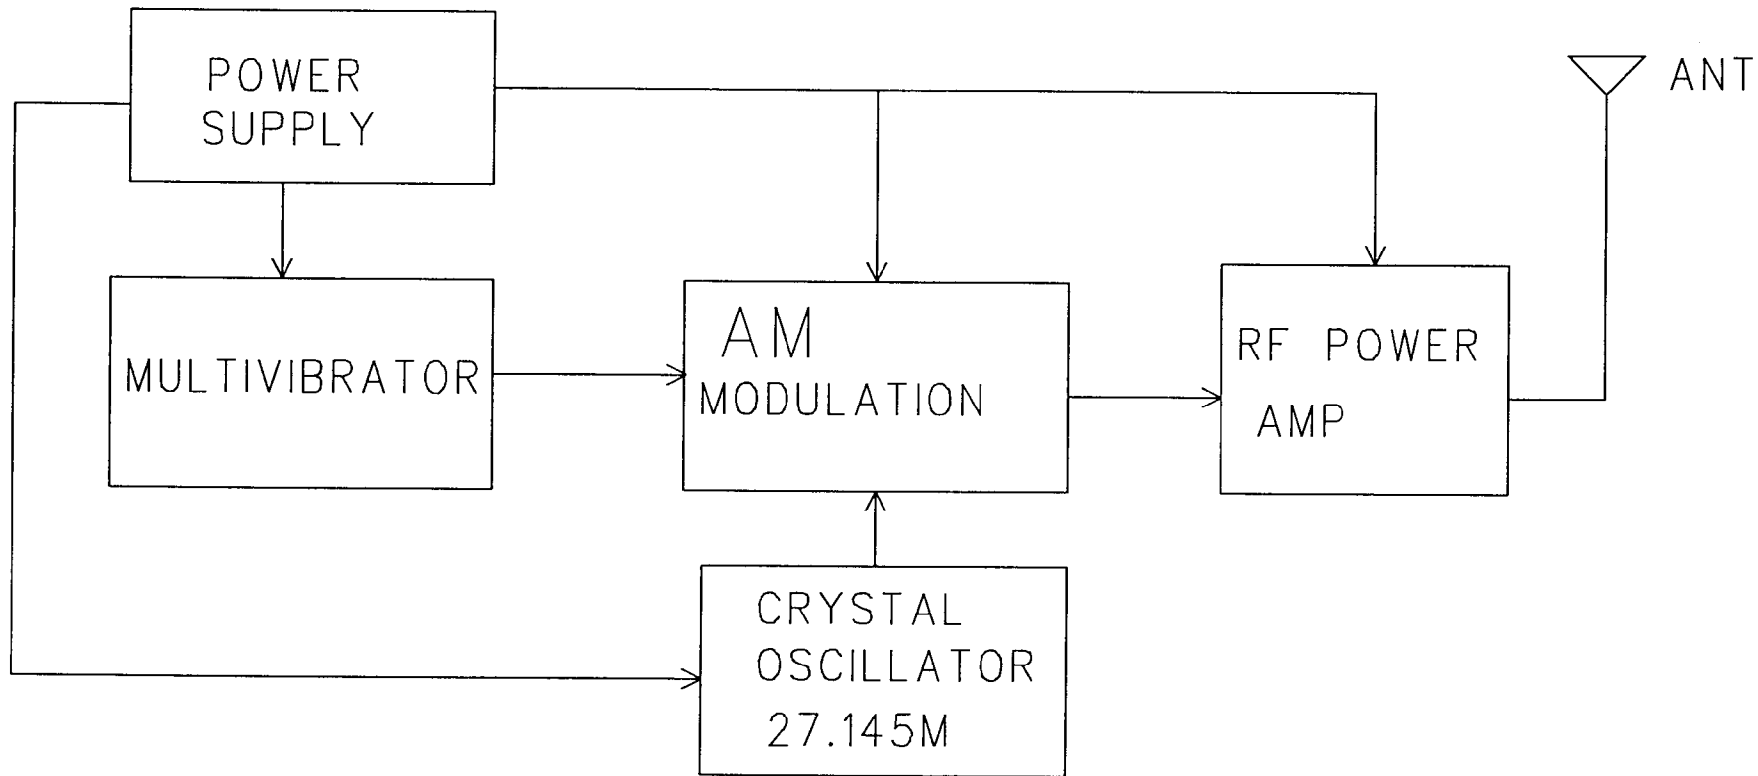 POWER
SUPPLY
ANT
MULTIVIBRATOR
AM
MODULATION
RF POWER
AMP
CRYSTAL
OSCILLATOR
27.145M